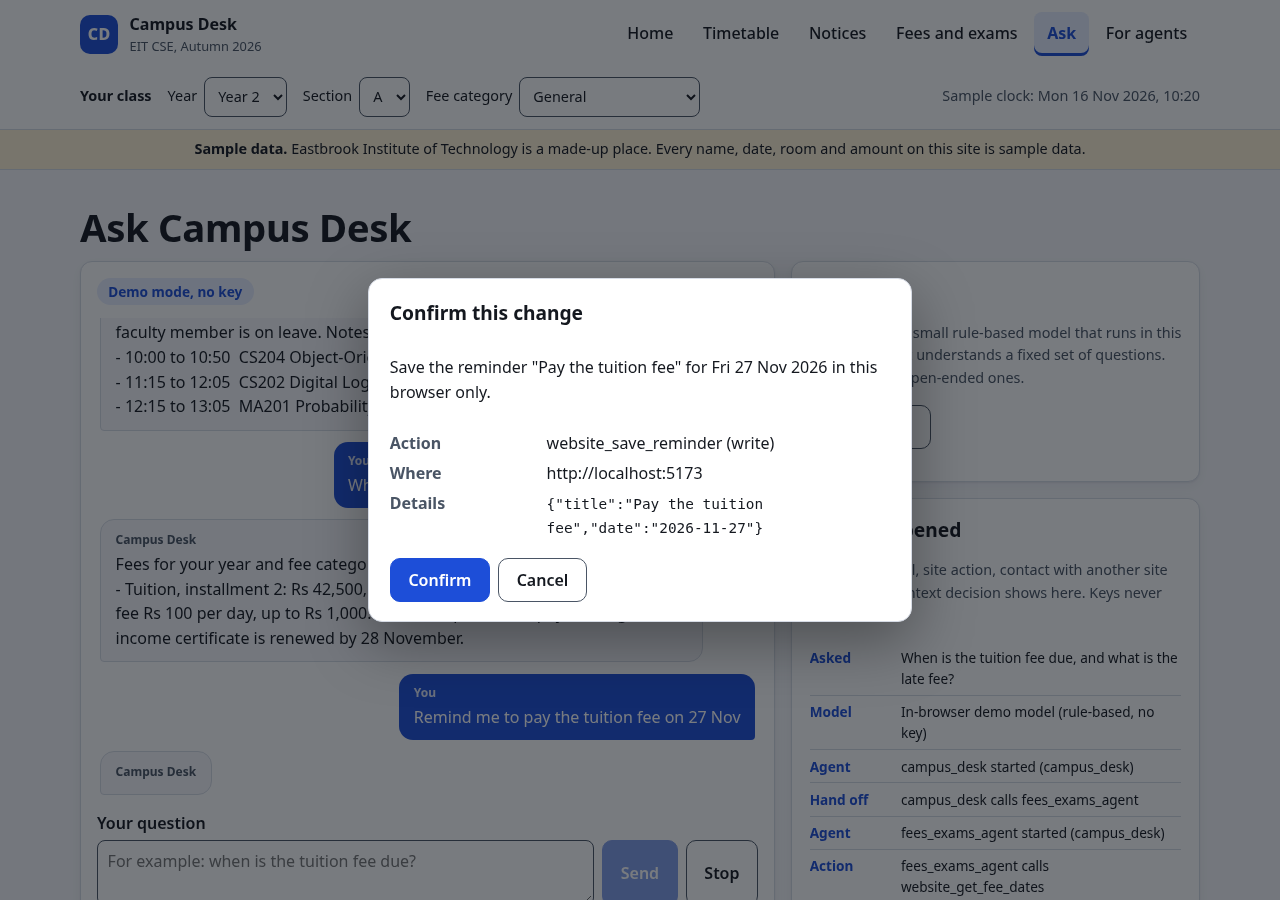 CD
Campus Desk
EIT CSE, Autumn 2026
Home Timetable Notices Fees and exams Ask For agents
Your class Year Year 2 Section A Fee category General Sample clock: Mon 16 Nov 2026, 10:20
Sample data. Eastbrook Institute of Technology is a made-up place. Every name, date, room and amount on this site is sample data.
Ask Campus Desk
Demo mode, no key
faculty member is on leave. Notes
- 10:00 to 10:50 CS204
- 11:15 to 12:05 CS202 Digital
- 12:15 to 13:05 MA201
You
Campus Desk
Fees for your year and fee
- Tuition, installment 2: Rs 42,500,
fee Rs 100 per day, up to Rs 1,000.
income certificate is renewed by 28 November.
You
Remind me to pay the tuition fee on 27 Nov
Campus Desk
Your question
For example: when is the tuition fee due?
Send Stop
Confirm this change
Save the reminder "Pay the tuition fee" for Fri 27 Nov 2026 in this
browser only.
Action website_save_reminder (write)
Where http://localhost:5173
Details {"title":"Pay the tuition
fee","date":"2026-11-27"}
Confirm Cancel
small rule-based model that runs in this
understands a fixed set of questions.
ones.
site action, contact with another site
decision shows here. Keys never
Asked When is the tuition fee due, and what is the
late fee?
Model In-browser demo model (rule-based, no
key)
Agent campus_desk started (campus_desk)
Hand off campus_desk calls fees_exams_agent
Agent fees_exams_agent started (campus_desk)
Action fees_exams_agent calls
website_get_fee_dates